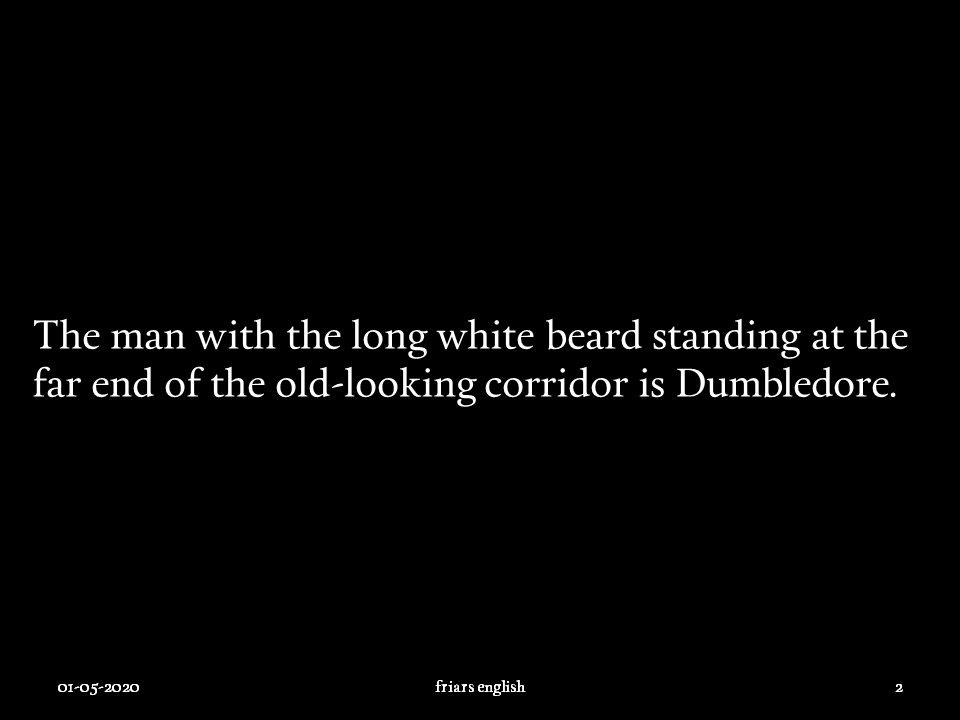 The man with the long white beard standing at the
far end of the old-looking corridor is Dumbledore.
01-05-2020
friars english
2